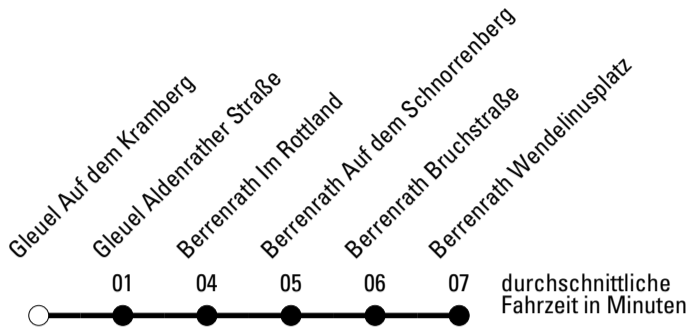 Gleuel Auf dem Kramberg
Gleuel Aldenrather Straße
Berrenrath Im Rottland
Berrenrath Auf dem Schnorrenberg
Berrenrath Bruchstraße
Berrenrath Wendelinusplatz
01 04 05 06 07
durchschnittliche
Fahrzeit in Minuten